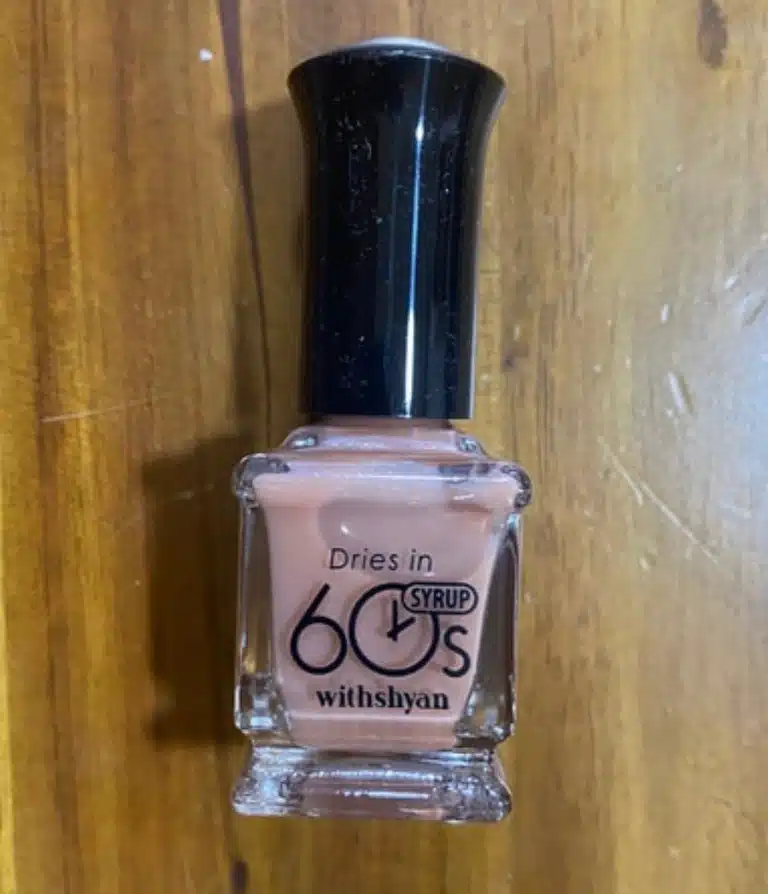 Dries in
SYRUP
60s
withshyan